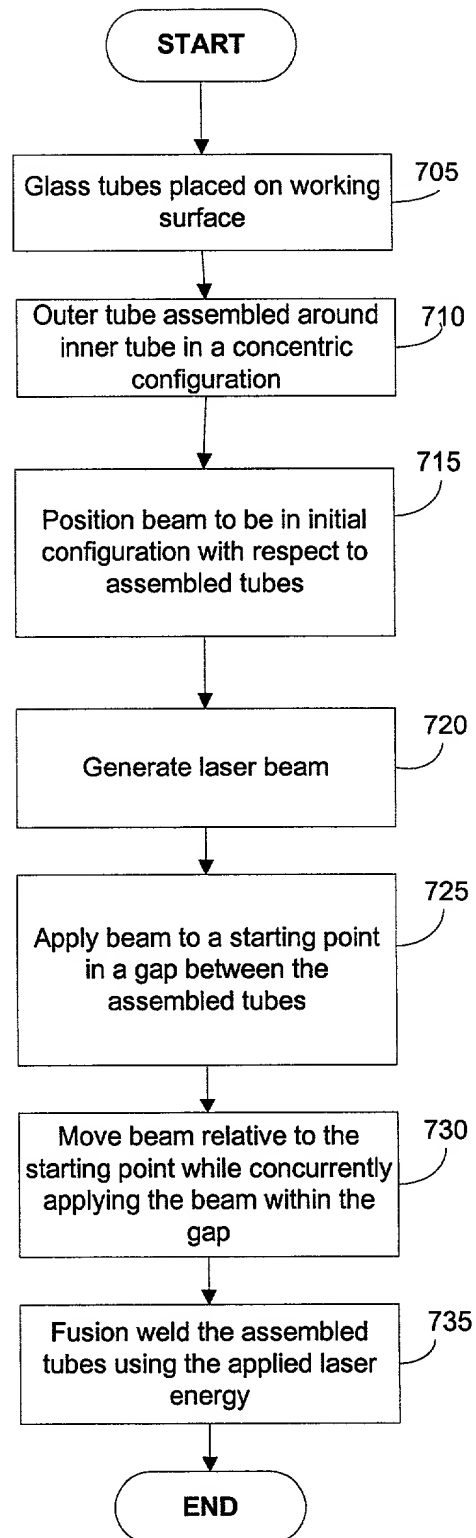 START
705
Glass tubes placed on working
surface
710
Outer tube assembled around
inner tube in a concentric
configuration
715
Position beam to be in initial
configuration with respect to
assembled tubes
720
Generate laser beam
725
Apply beam to a starting point
in a gap between the
assembled tubes
730
Move beam relative to the
starting point while concurrently
applying the beam within the
gap
735
Fusion weld the assembled
tubes using the applied laser
energy
END